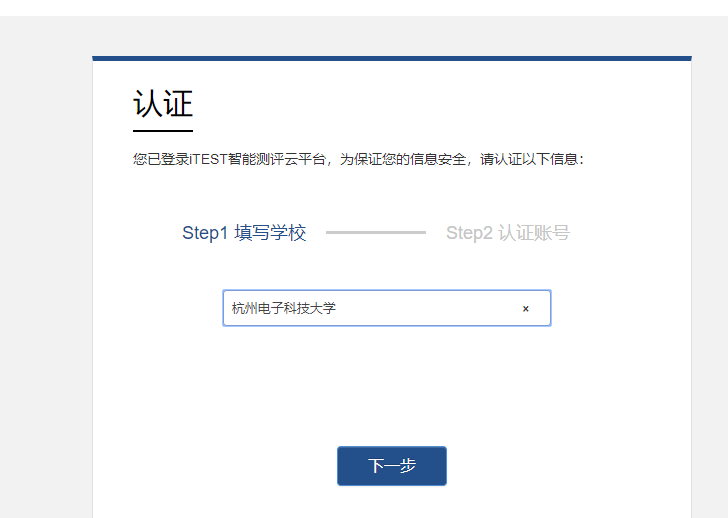 认证
您已登录iTEST智能测评云平台，为保证您的信息安全，请认证以下信息：
Step1 填写学校 Step2 认证账号
杭州电子科技大学 ×
下一步